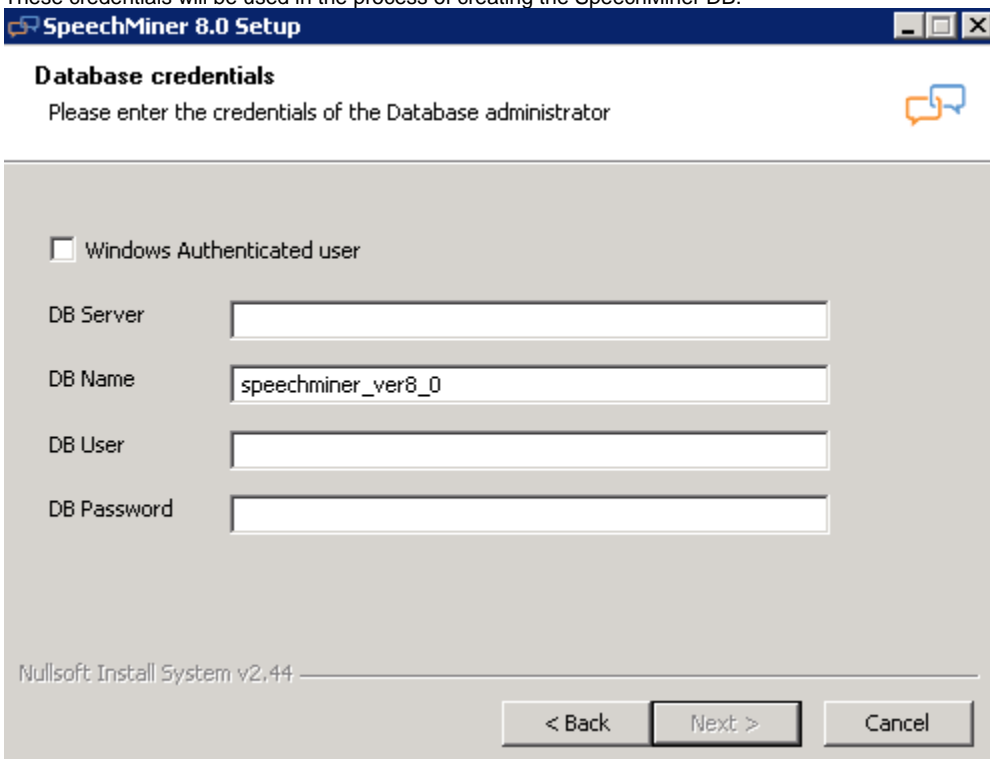 These credentials will be used in the process of creating the SpeechMiner DB.
SpeechMiner 8.0 Setup
Database credentials
Please enter the credentials of the Database administrator
Windows Authenticated user
DB Server
DB Name speechminer_ver8_0
DB User
DB Password
Nullsoft Install System v2.44
< Back Next > Cancel